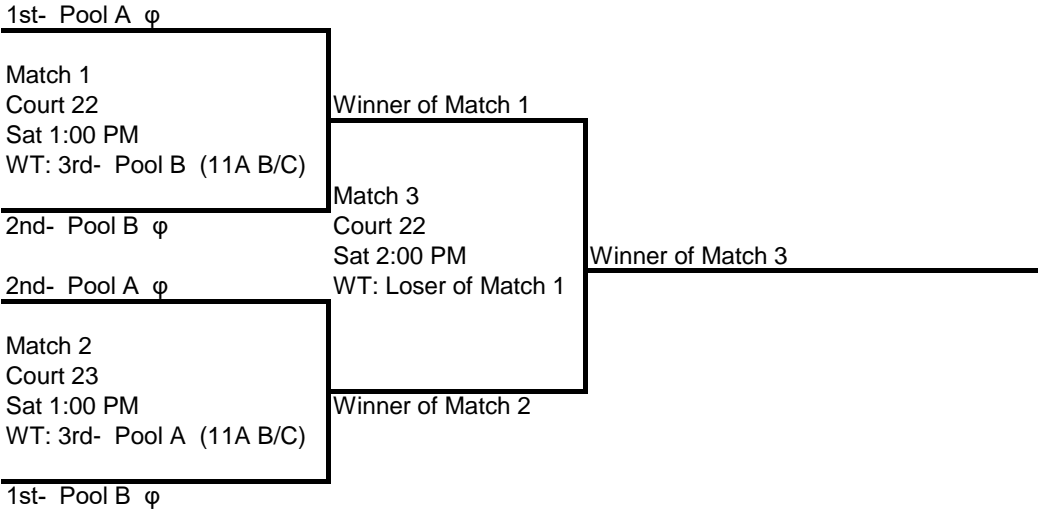 1st- Pool A φ
Match 1
Court 22
Sat 1:00 PM
WT: 3rd- Pool B (11A B/C)
2nd- Pool B φ
Winner of Match 1
Match 3
Court 22
Sat 2:00 PM
WT: Loser of Match 1
Winner of Match 3
2nd- Pool A φ
Match 2
Court 23
Sat 1:00 PM
WT: 3rd- Pool A (11A B/C)
Winner of Match 2
1st- Pool B φ